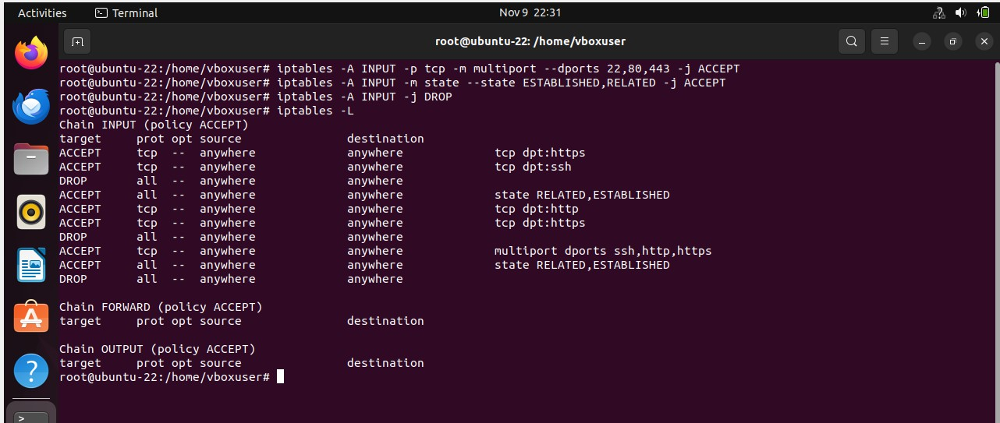 Activities Terminal Nov 9 22:31
root@ubuntu-22: /home/vboxuser
root@ubuntu-22:/home/vboxuser# iptables -A INPUT -p tcp -m multiport --dports 22,80,443 -j ACCEPT
root@ubuntu-22:/home/vboxuser# iptables -A INPUT -m state --state ESTABLISHED,RELATED -j ACCEPT
root@ubuntu-22:/home/vboxuser# iptables -A INPUT -j DROP
root@ubuntu-22:/home/vboxuser# iptables -L
Chain INPUT (policy ACCEPT)
target     prot opt source             destination
ACCEPT     tcp  --  anywhere             anywhere             tcp dpt:https
ACCEPT     tcp  --  anywhere             anywhere             tcp dpt:ssh
DROP       all  --  anywhere             anywhere
ACCEPT     all  --  anywhere             anywhere             state RELATED,ESTABLISHED
ACCEPT     tcp  --  anywhere             anywhere             tcp dpt:http
ACCEPT     tcp  --  anywhere             anywhere             tcp dpt:https
DROP       all  --  anywhere             anywhere
ACCEPT     tcp  --  anywhere             anywhere             multiport dports ssh,http,https
ACCEPT     all  --  anywhere             anywhere             state RELATED,ESTABLISHED
DROP       all  --  anywhere             anywhere
Chain FORWARD (policy ACCEPT)
target     prot opt source             destination
Chain OUTPUT (policy ACCEPT)
target     prot opt source             destination
root@ubuntu-22:/home/vboxuser#